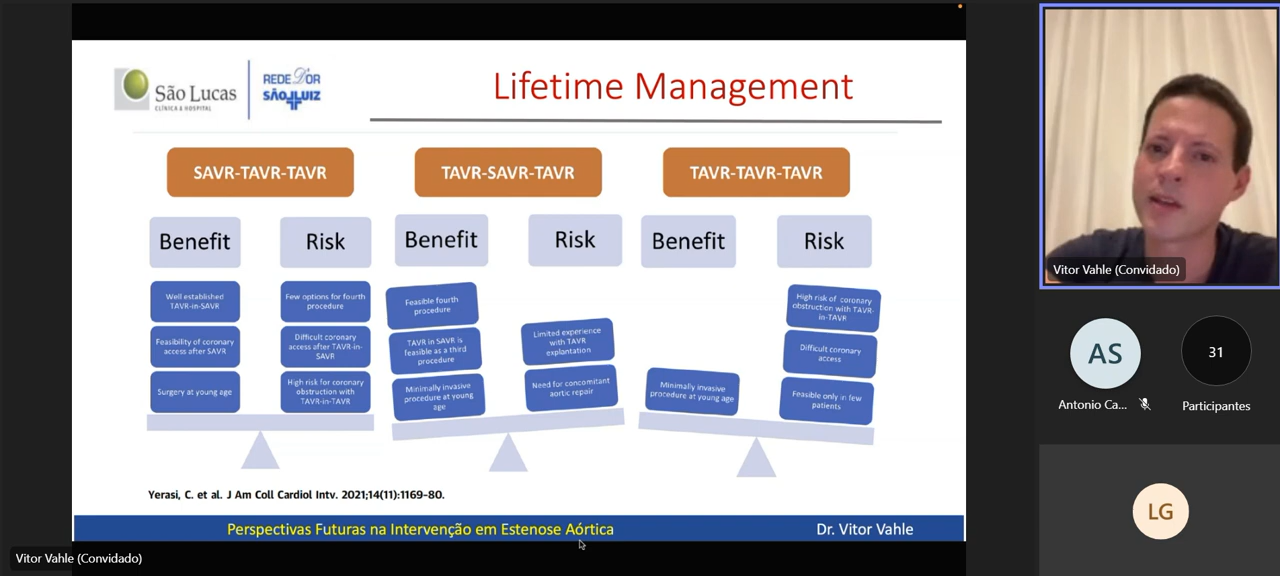 São Lucas
CLÍNICA & HOSPITAL
REDE D'OR
SÃO LUIZ
Lifetime Management
SAVR-TAVR-TAVR
TAVR-SAVR-TAVR
TAVR-TAVR-TAVR
Benefit
Risk
Benefit
Risk
Benefit
Risk
Well established
TAVR-in-SAVR
Feasibility of coronary
access after SAVR
Surgery at young age
Few options for fourth
procedure
Difficult coronary
access after TAVR-in-
SAVR
High risk for coronary
obstruction with
TAVR-in-TAVR
Feasible fourth
procedure
TAVR in SAVR is
feasible as a third
procedure
Minimally invasive
procedure at young
age
Limited experience
with TAVR
explantation
Need for concomitant
aortic repair
Minimally invasive
procedure at young age
High risk of coronary
obstruction with TAVR-
in-TAVR
Difficult coronary
access
Feasible only in few
patients
Yerasi, C. et al. J Am Coll Cardiol Intv. 2021;14(11):1169–80.
Perspectivas Futuras na Intervenção em Estenose Aórtica
Dr. Vitor Vahle
Vitor Vahle (Convidado)
Vitor Vahle (Convidado)
AS
Antonio Ca...
31
Participantes
LG